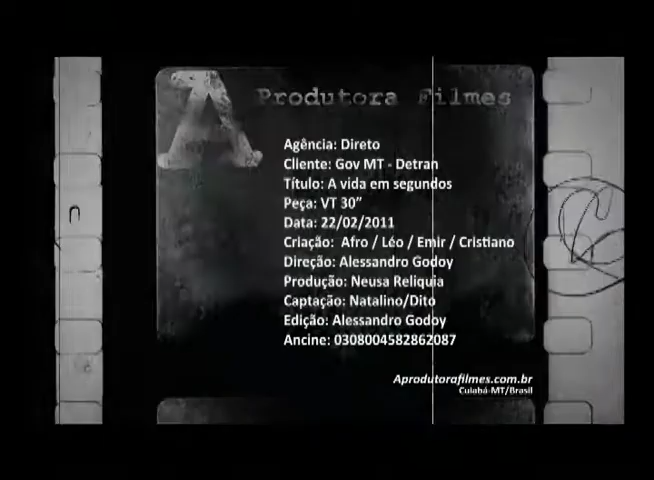 A Produtora Filmes
Agência: Direto
Cliente: Gov MT - Detran
Título: A vida em segundos
Peça: VT 30”
Data: 22/02/2011
Criação: Afro / Léo / Emir / Cristiano
Direção: Alessandro Godoy
Produção: Neusa Reliquia
Captação: Natalino/Dito
Edição: Alessandro Godoy
Ancine: 0308004582862087
Aprodutorafilmes.com.br
Cuiabá-MT/Brasil
n